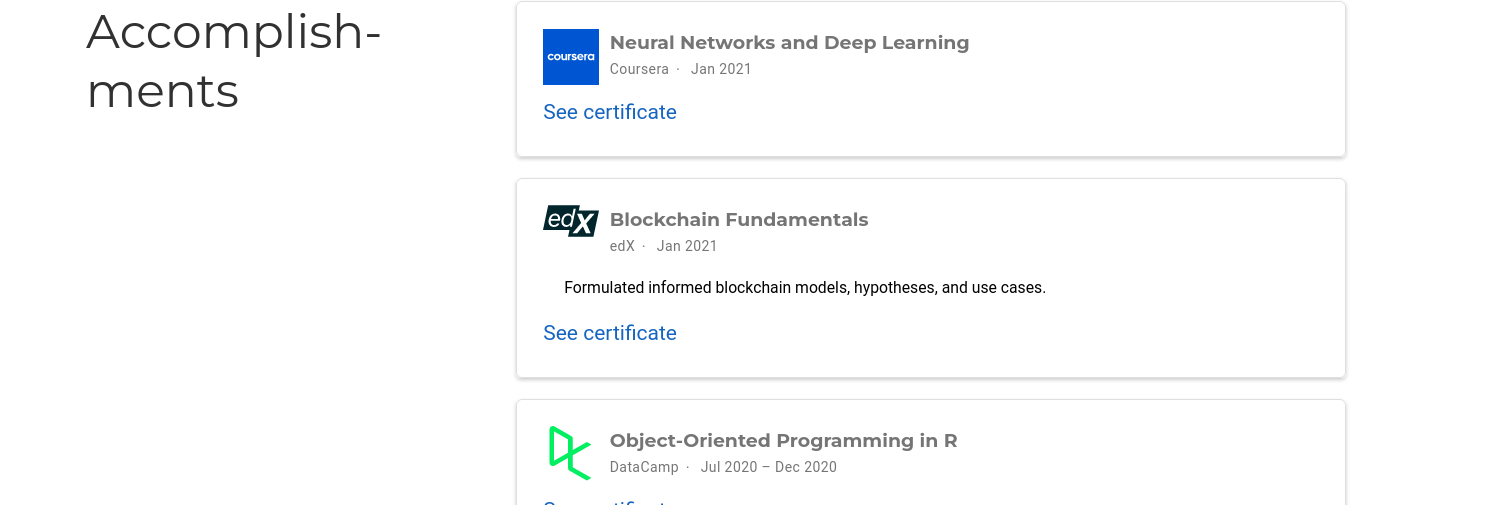 Accomplish-
ments
coursera
Neural Networks and Deep Learning
Coursera · Jan 2021
See certificate
edX
Blockchain Fundamentals
edX · Jan 2021
Formulated informed blockchain models, hypotheses, and use cases.
See certificate
Object-Oriented Programming in R
DataCamp · Jul 2020 – Dec 2020